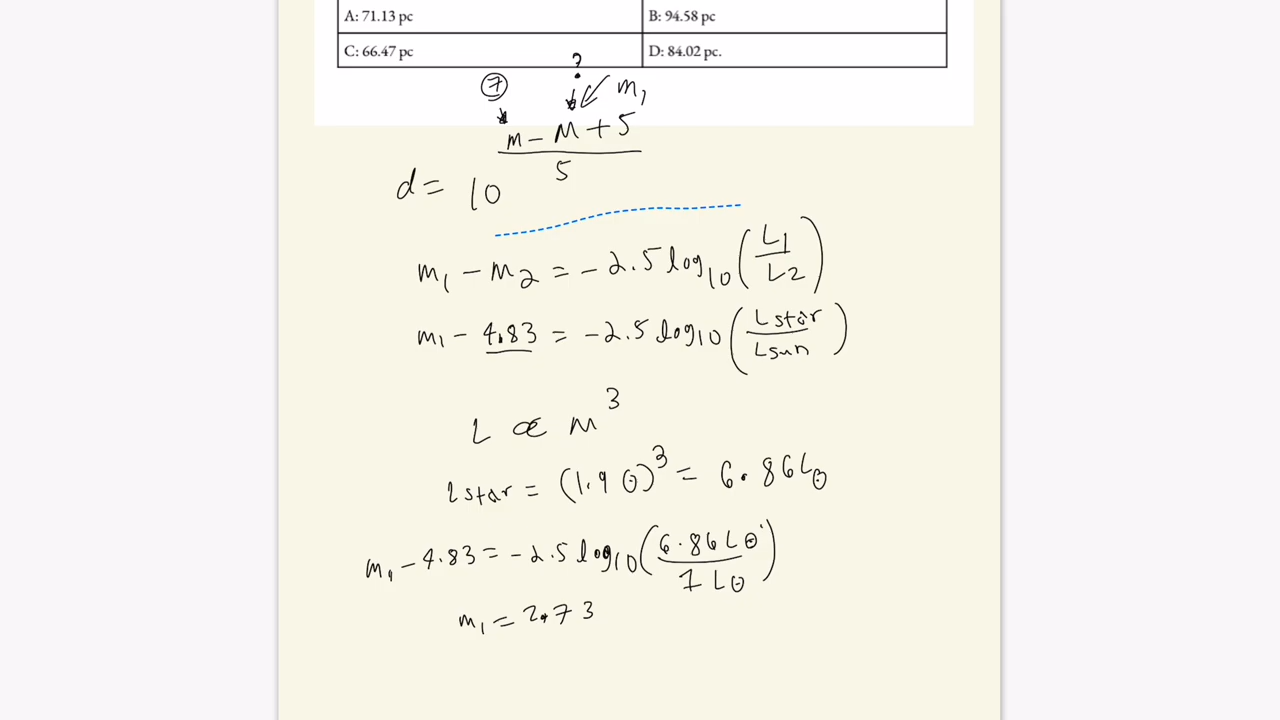 A: 71.13 pc B: 94.58 pc
C: 66.47 pc D: 84.02 pc.
?
7 m₁
m - M + 5
d = 10 5
m₁ - m₂ = -2.5 log₁₀ (L₁/L₂)
m₁ - 4.83 = -2.5 log₁₀ (Lstar/Lsun)
L ∝ M³
Lstar = (1.9 ⊙)³ = 6.86L⊙
m₁ - 4.83 = -2.5 log₁₀ (6.86L⊙/1L⊙)
m₁ = 2.73